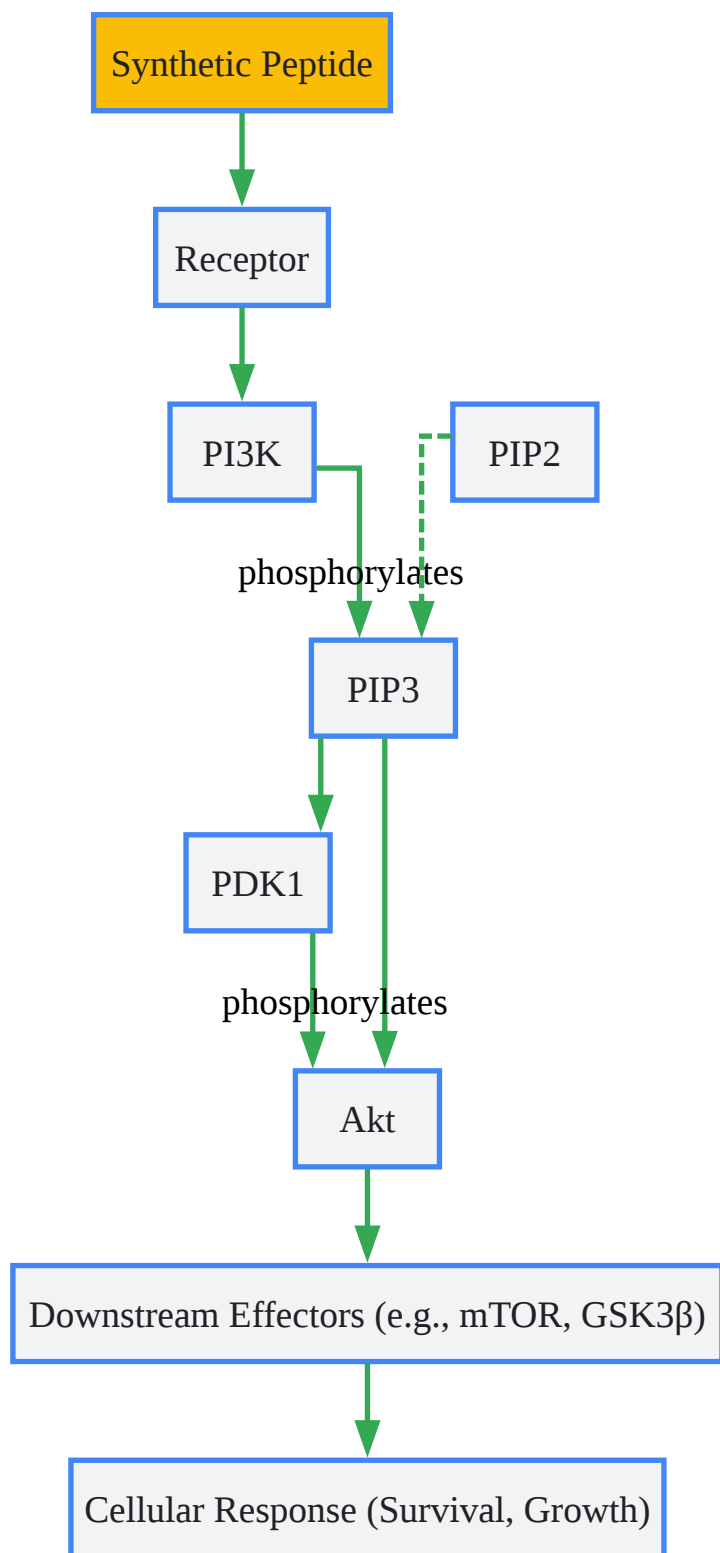 Synthetic Peptide
Receptor
PI3K
PIP2
phosphorylates
PIP3
PDK1
phosphorylates
Akt
Downstream Effectors (e.g., mTOR, GSK3β)
Cellular Response (Survival, Growth)